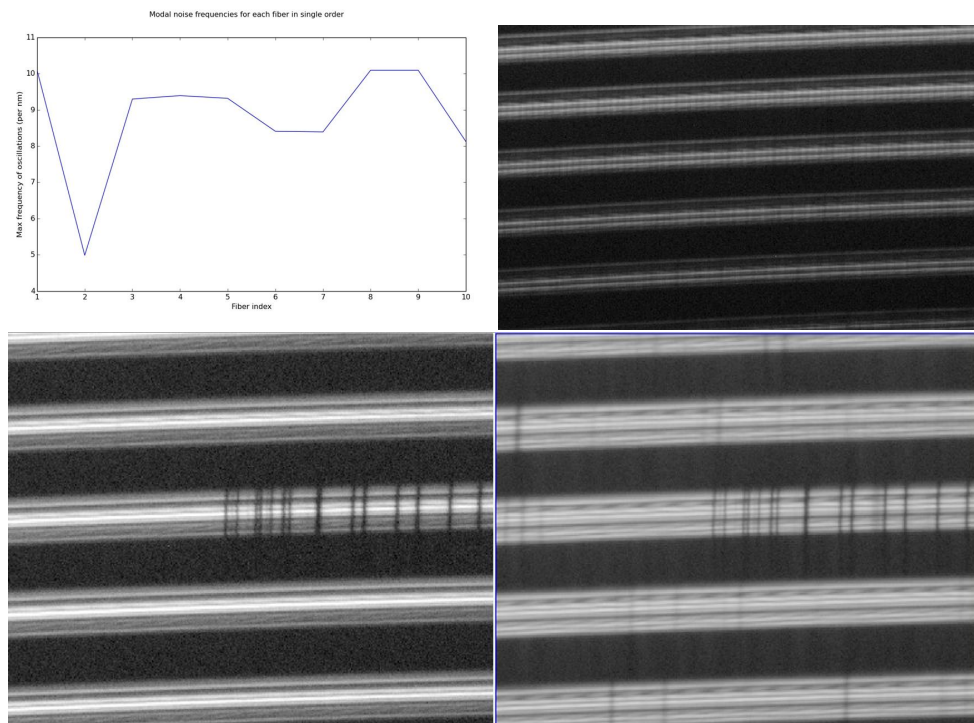 Modal noise frequencies for each fiber in single order
Max frequency of oscillations (per nm)
11
10
9
8
7
6
5
4
1 2 3 4 5 6 7 8 9 10
Fiber index